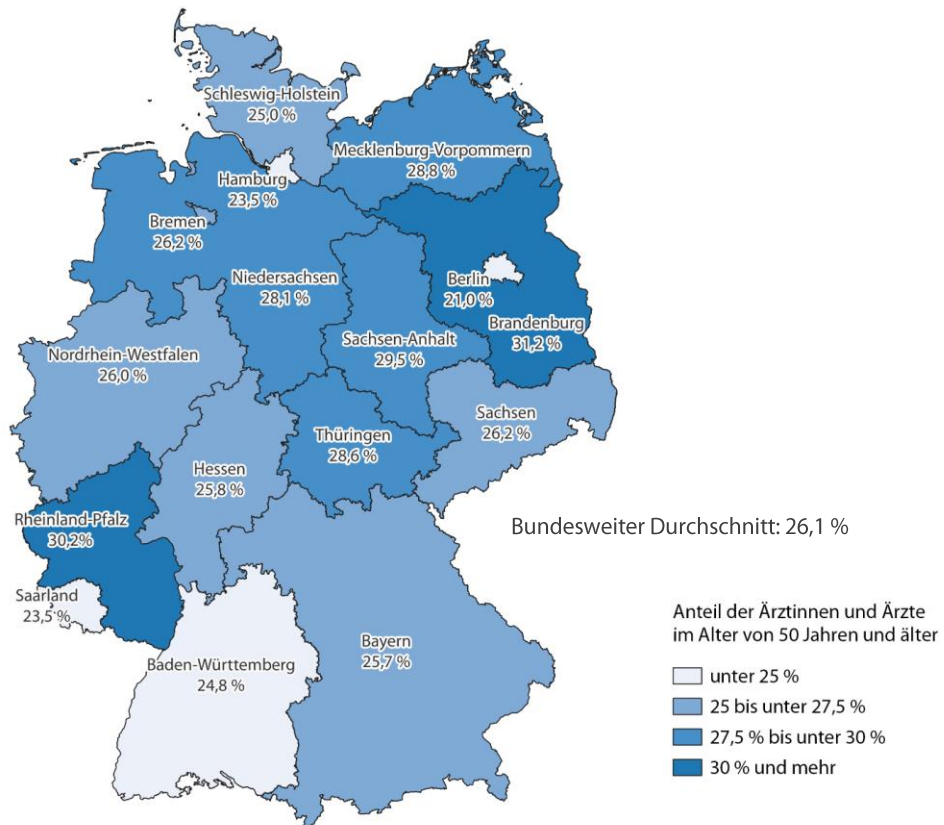 Schleswig-Holstein
25,0 %
Mecklenburg-Vorpommern
28,8 %
Hamburg
23,5 %
Bremen
26,2 %
Niedersachsen
28,1 %
Berlin
21,0 %
Brandenburg
31,2 %
Sachsen-Anhalt
29,5 %
Nordrhein-Westfalen
26,0 %
Sachsen
26,2 %
Thüringen
28,6 %
Hessen
25,8 %
Rheinland-Pfalz
30,2%
Bundesweiter Durchschnitt: 26,1 %
Saarland
23,5 %
Baden-Württemberg
24,8 %
Bayern
25,7 %
Anteil der Ärztinnen und Ärzte
im Alter von 50 Jahren und älter
unter 25 %
25 bis unter 27,5 %
27,5 % bis unter 30 %
30 % und mehr